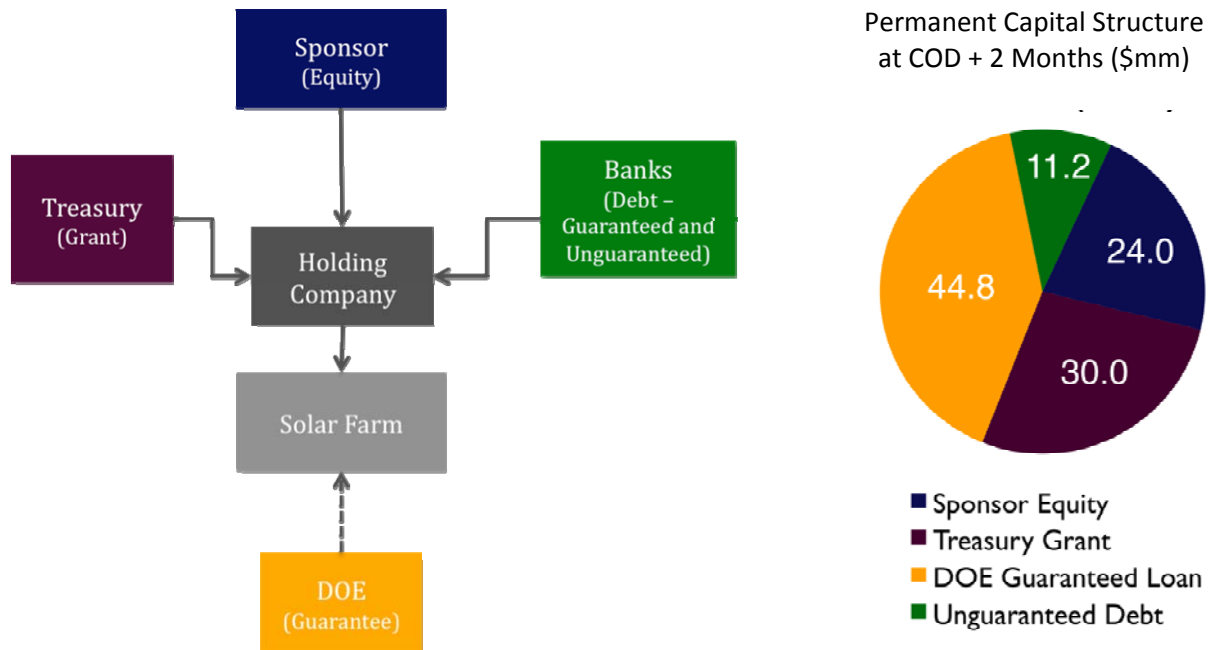 Sponsor
(Equity)
Treasury
(Grant)
Banks
(Debt –
Guaranteed and
Unguaranteed)
Holding
Company
Solar Farm
DOE
(Guarantee)
Permanent Capital Structure
at COD + 2 Months ($mm)
11.2
24.0
44.8
30.0
Sponsor Equity
Treasury Grant
DOE Guaranteed Loan
Unguaranteed Debt